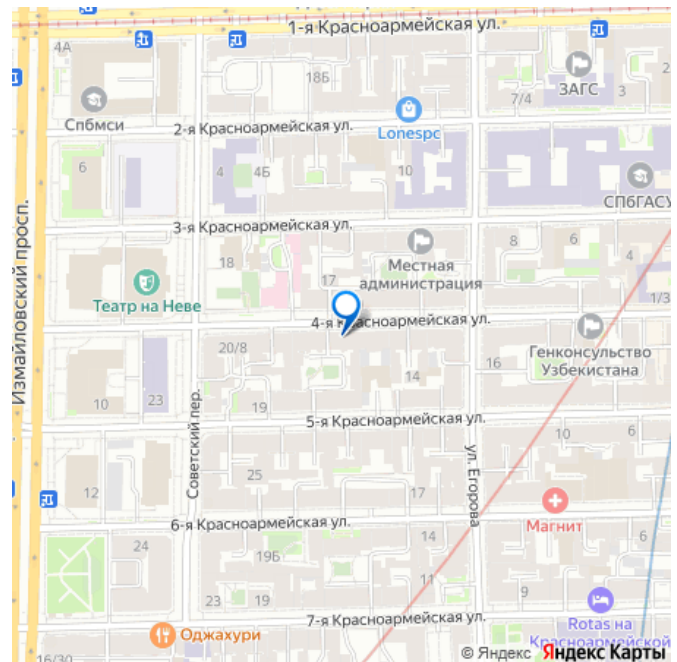 1-я Красноармейская ул.
4А
18Б
ЗАГС
3
2
7/4
Спбмси
2-я Красноармейская ул.
Lonespc
6
4
4Б
10
СПбГАСУ
3-я Красноармейская ул.
Измайловский просп.
18
17
Местная
администрация
8
6
4
Театр на Неве
1/3
4-я Красноармейская ул.
20/8
Генконсульство
Узбекистана
16
14
10
23
19
Советский пер.
5-я Красноармейская ул.
ул. Егорова
10
6
25
12
17
Магнит
6-я Красноармейская ул.
24
19Б
14
6
11
9
23
19
7-я Красноармейская ул.
Rotas на
Красноармейской
Оджахури
16/30
© Яндекс Яндекс Карты